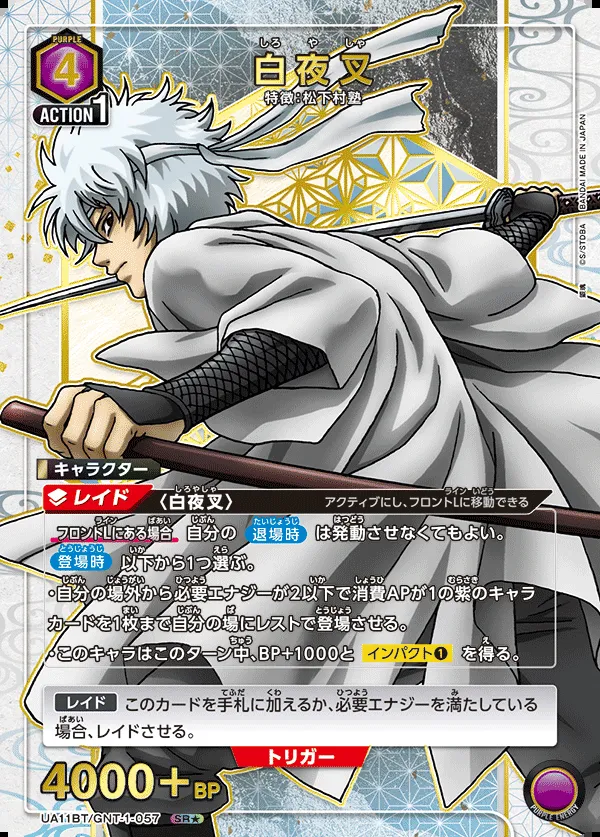 PURPLE
4
ACTION 1
しろやしゃ
白夜叉
特徴：松下村塾
©S/STDBA BANDAI MADE IN JAPAN
銀魂
キャラクター
レイド 〈白夜叉〉 アクティブにし、フロントLに移動できる
フロントLにある場合 自分の 退場時 は発動させなくてもよい。
登場時 以下から1つ選ぶ。
・自分の場外から必要エナジーが2以下で消費APが1の紫のキャラ
カードを1枚まで自分の場にレストで登場させる。
・このキャラはこのターン中、BP+1000と インパクト❶ を得る。
レイド このカードを手札に加えるか、必要エナジーを満たしている
場合、レイドさせる。
トリガー
4000+BP
UA11BT/GNT-1-057 SR★
PURPLE ENERGY